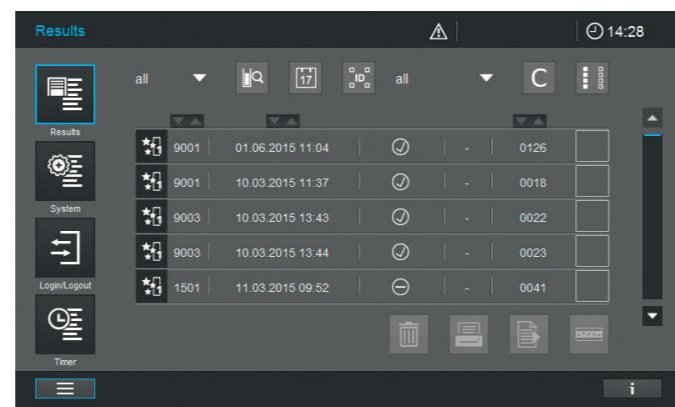 Results 14:28
all 17 ID all C
Results
9001 01.06.2015 11:04 - 0126
9001 10.03.2015 11:37 - 0018
System
9003 10.03.2015 13:43 - 0022
9003 10.03.2015 13:44 - 0023
Login/Logout
1501 11.03.2015 09:52 - 0041
Timer
i